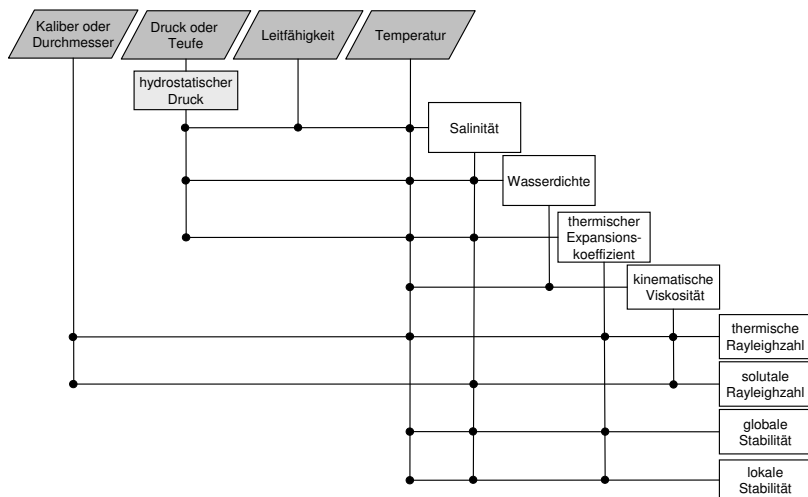 Kaliber oder
Durchmesser
Druck oder
Teufe
Leitfähigkeit
Temperatur
hydrostatischer
Druck
Salinität
Wasserdichte
thermischer
Expansions-
koeffizient
kinematische
Viskosität
thermische
Rayleighzahl
solutale
Rayleighzahl
globale
Stabilität
lokale
Stabilität